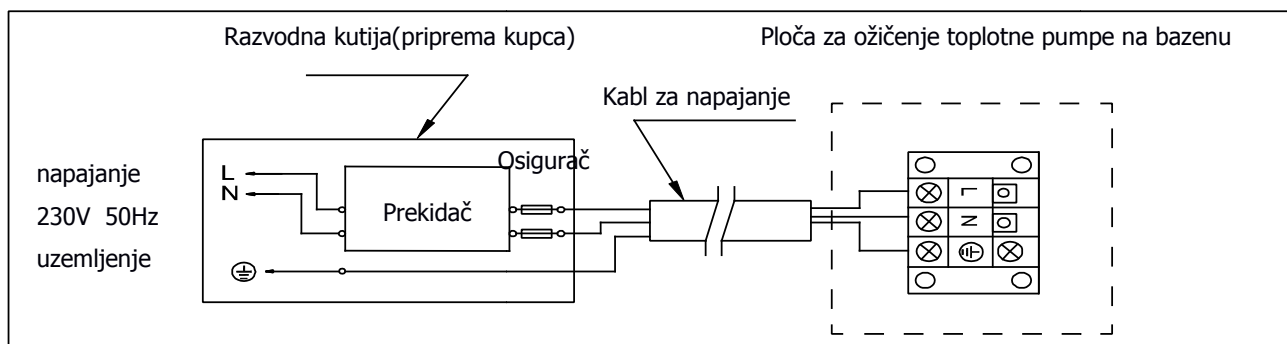 Razvodna kutija(priprema kupca)
Ploča za ožičenje toplotne pumpe na bazenu
Kabl za napajanje
Osigurač
napajanje
230V 50Hz
uzemljenje
L
N
Prekidač
L
N